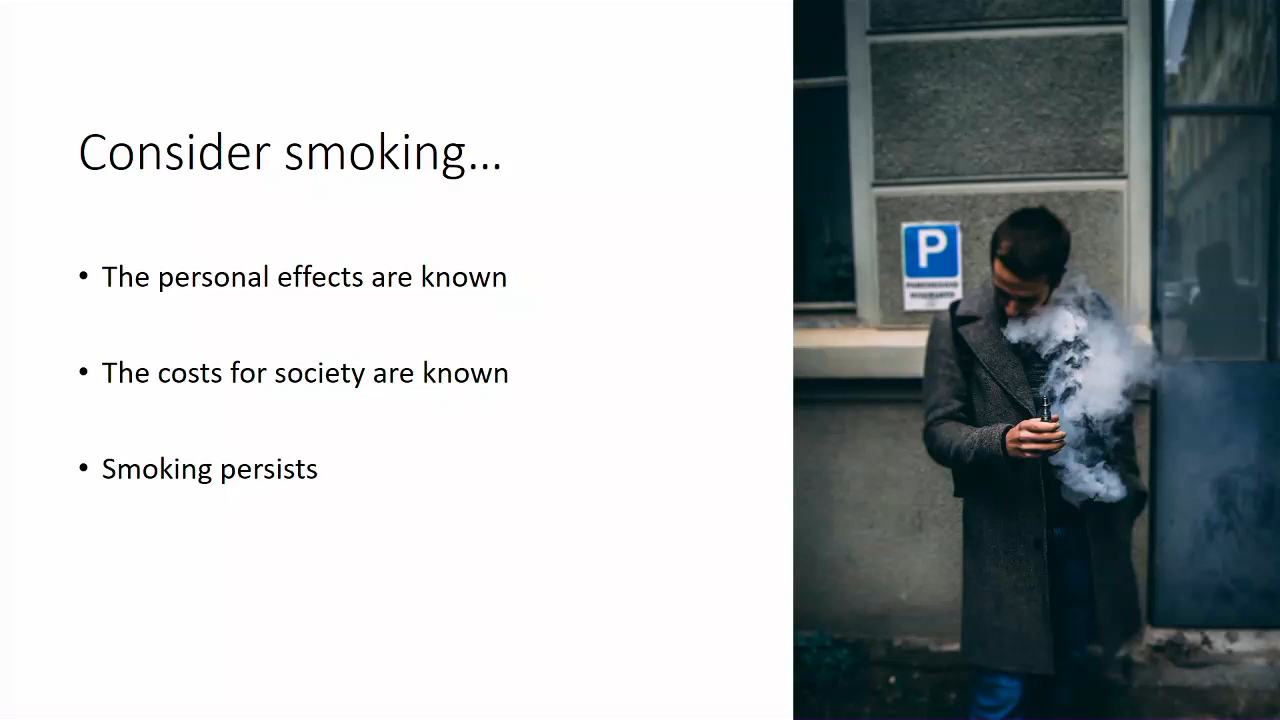 Consider smoking...
• The personal effects are known
• The costs for society are known
• Smoking persists
P